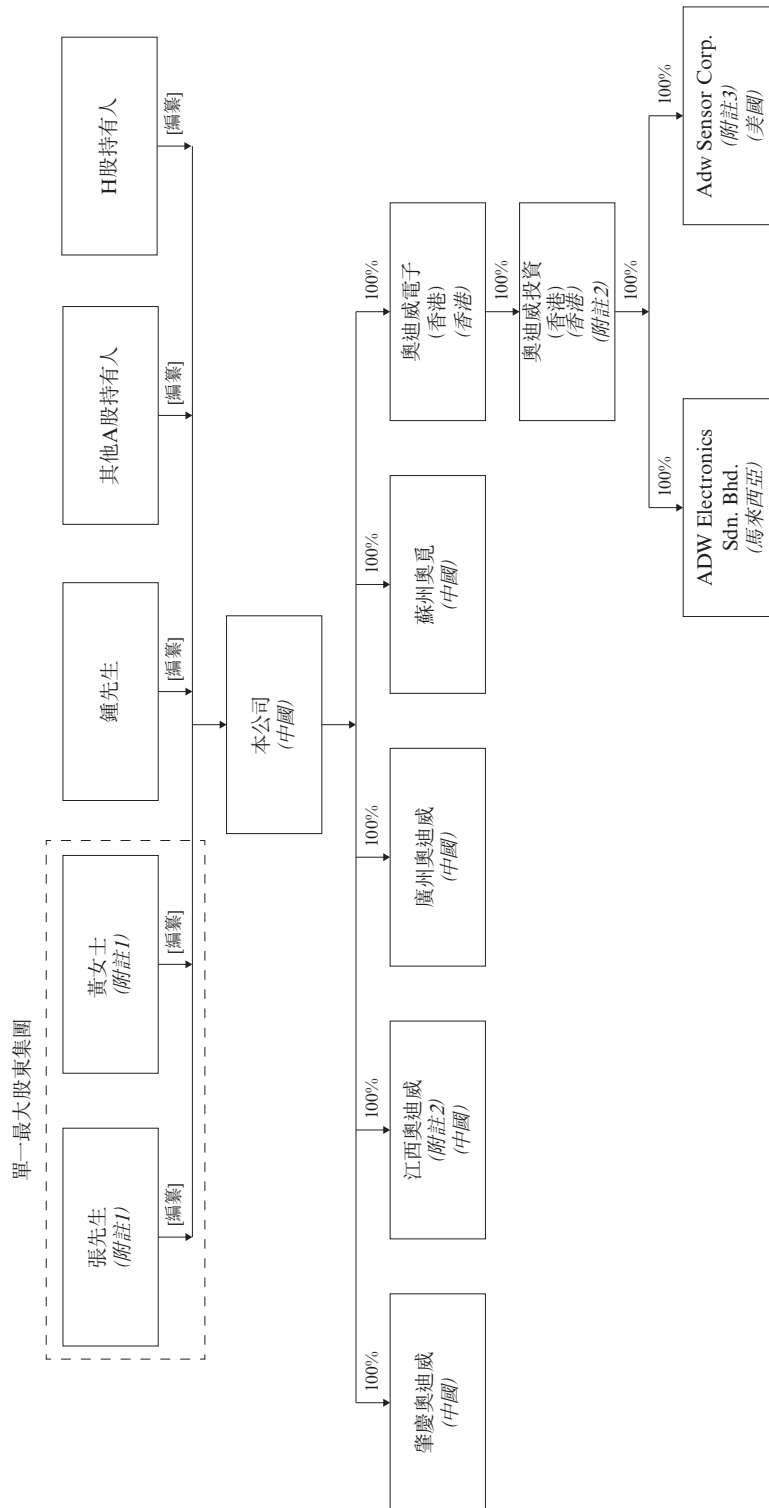 單一最大股東集團
張先生
(附註1)
黃女士
(附註1)
鍾先生
其他A股持有人
H股持有人
[編纂]
[編纂]
[編纂]
[編纂]
[編纂]
本公司
(中國)
100%
100%
100%
100%
100%
肇慶奧迪威
(中國)
江西奧迪威
(附註2)
(中國)
廣州奧迪威
(中國)
蘇州奧覓
(中國)
奧迪威電子
(香港)
(香港)
100%
奧迪威投資
(香港)
(香港)
(附註2)
100%
100%
100%
ADW Electronics
Sdn. Bhd.
(馬來西亞)
Adw Sensor Corp.
(附註3)
(美國)